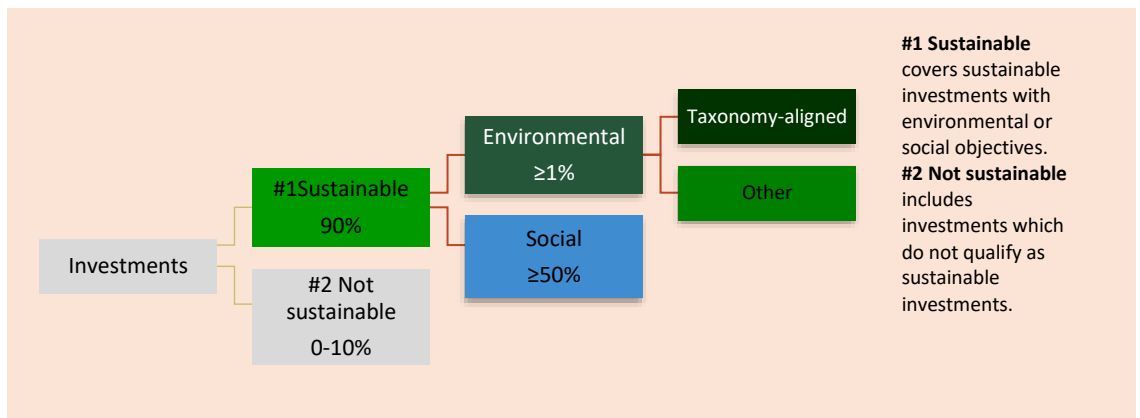 Investments
#1Sustainable
90%
#2 Not
sustainable
0-10%
Environmental
≥1%
Social
≥50%
Taxonomy-aligned
Other
#1 Sustainable
covers sustainable
investments with
environmental or
social objectives.
#2 Not sustainable
includes
investments which
do not qualify as
sustainable
investments.